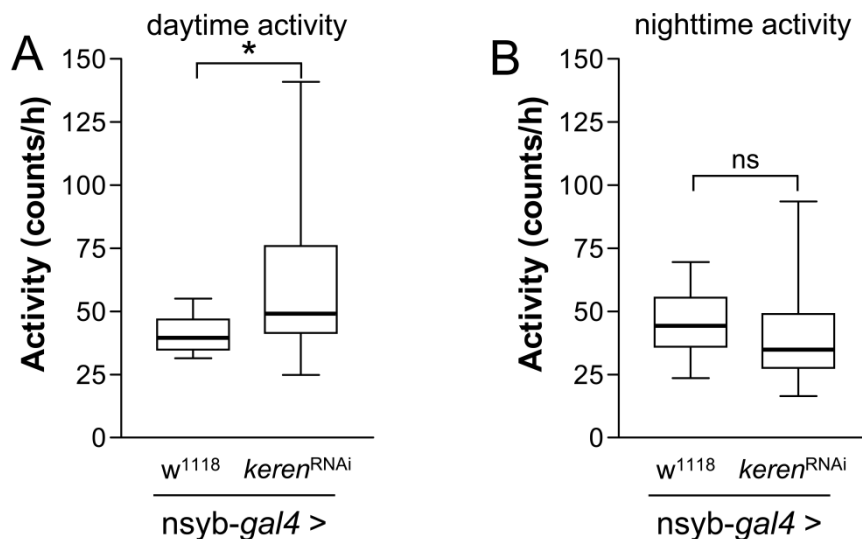 A
daytime activity
*
Activity (counts/h)
150
125
100
75
50
25
0
w¹¹¹⁸ kerenᴿᴺᴬⁱ
nsyb-gal4 >
B
nighttime activity
ns
Activity (counts/h)
150
125
100
75
50
25
0
w¹¹¹⁸ kerenᴿᴺᴬⁱ
nsyb-gal4 >